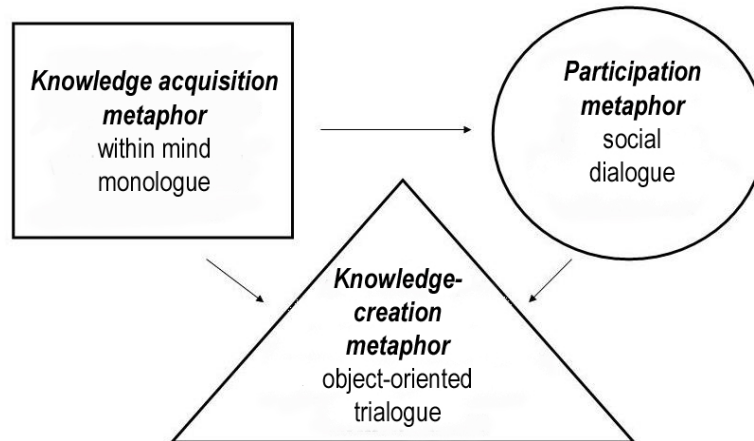 Knowledge acquisition
metaphor
within mind
monologue
Participation
metaphor
social
dialogue
Knowledge-
creation
metaphor
object-oriented
trialogue